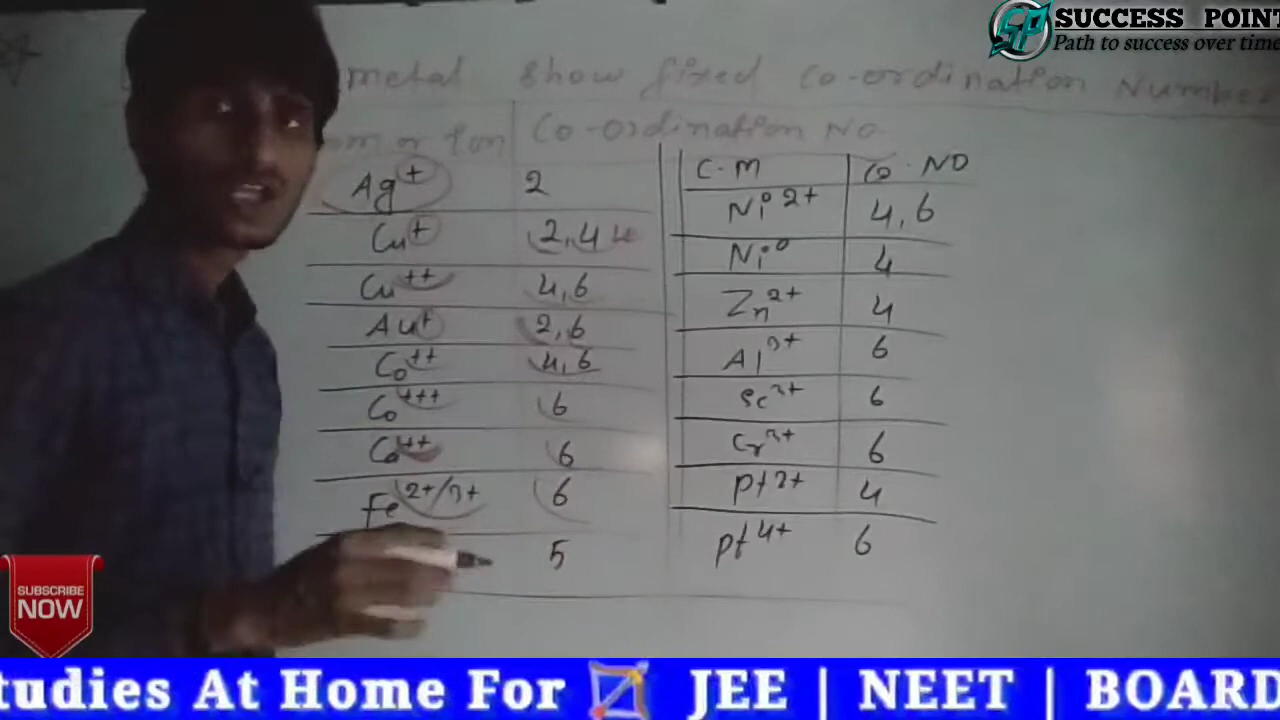 SUCCESS POINT
Path to success over time
metal show fixed Co-ordination Number
om or Ion Co-ordination No.
Ag+ 2
Cu+ 2,4
Cu++ 4,6
Au+ 2,6
Co++ 4,6
Co+++ 6
6
Fe2+/3+ 6
5
C.M Co.NO
Ni2+ 4,6
Ni0 4
Zn2+ 4
Al3+ 6
Sc3+ 6
Cr3+ 6
4
Pt4+ 6
SUBSCRIBE
NOW
tudies At Home For JEE | NEET | BOARD